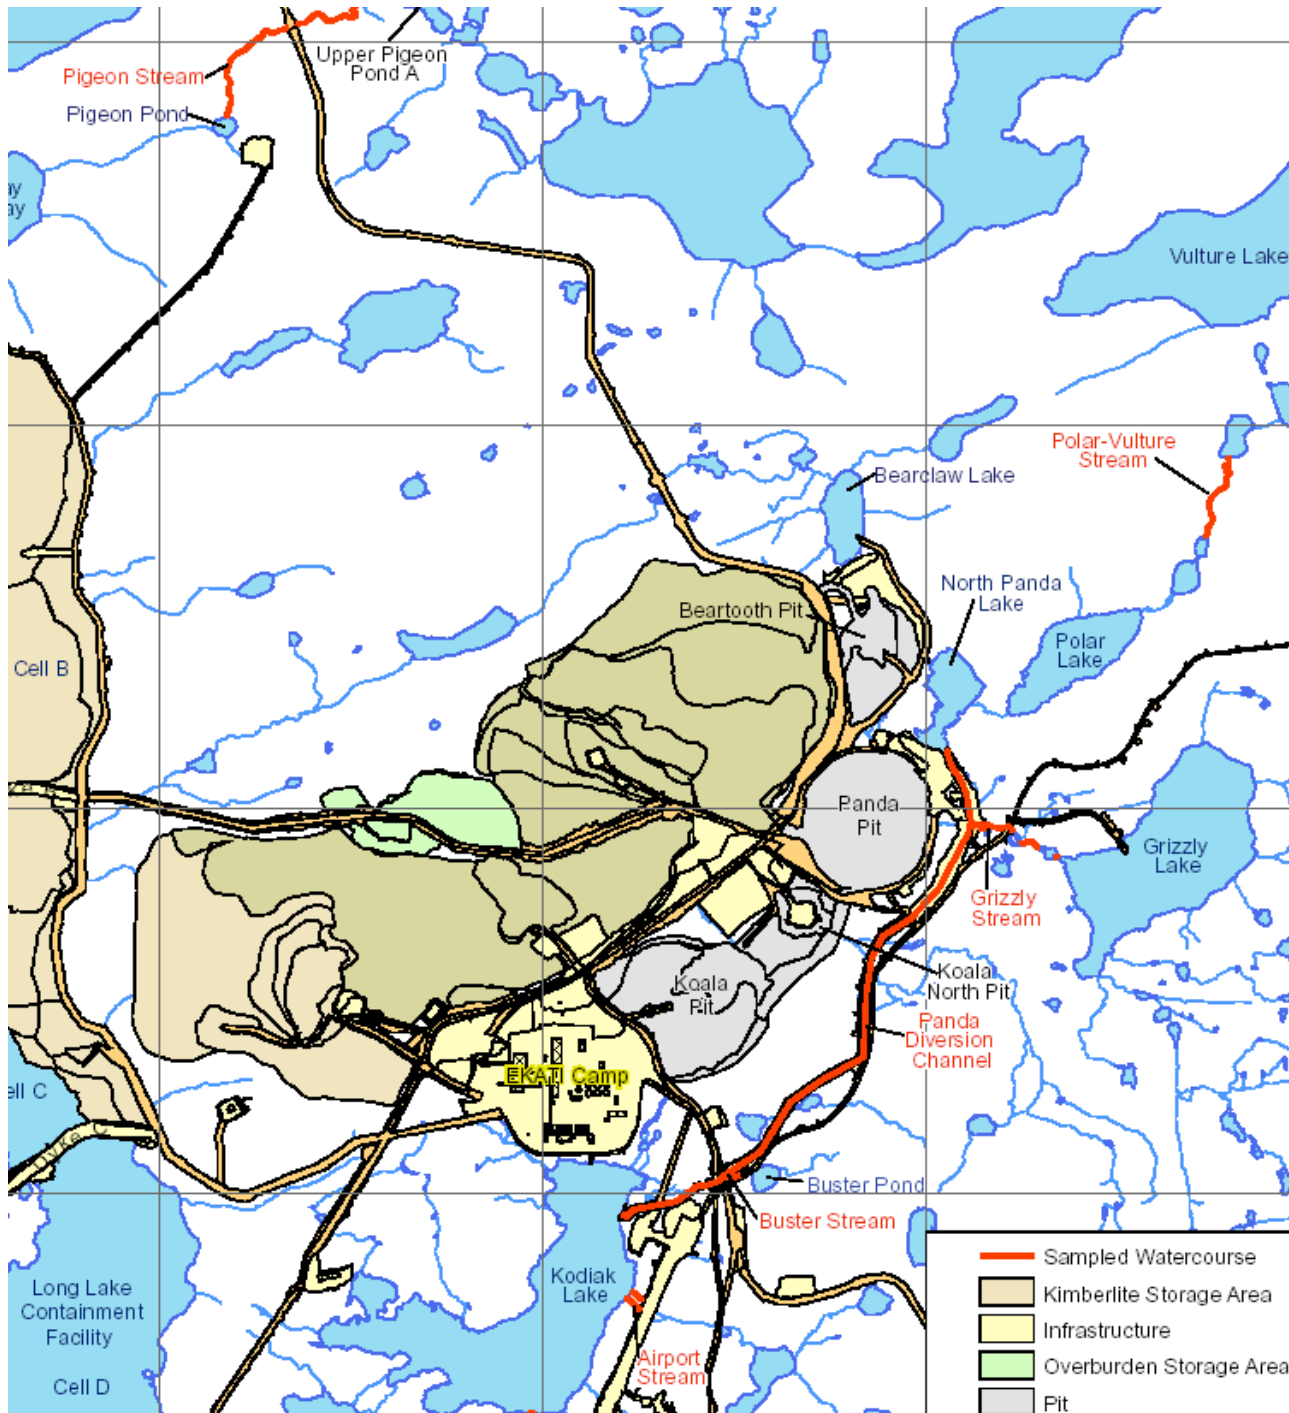 Upper Pigeon
Pond A
Pigeon Stream
Pigeon Pond
ay
ay
Vulture Lake
Polar-Vulture
Stream
Bearclaw Lake
North Panda
Lake
Beartooth Pit
Polar
Lake
Cell B
Panda
Pit
Grizzly
Lake
Grizzly
Stream
Koala
North Pit
Koala
Pit
Panda
Diversion
Channel
EKATI Camp
ell C
Dyke C
Buster Pond
Buster Stream
Kodiak
Lake
Long Lake
Containment
Facility
Cell D
Airport
Stream
Sampled Watercourse
Kimberlite Storage Area
Infrastructure
Overburden Storage Area
Pit